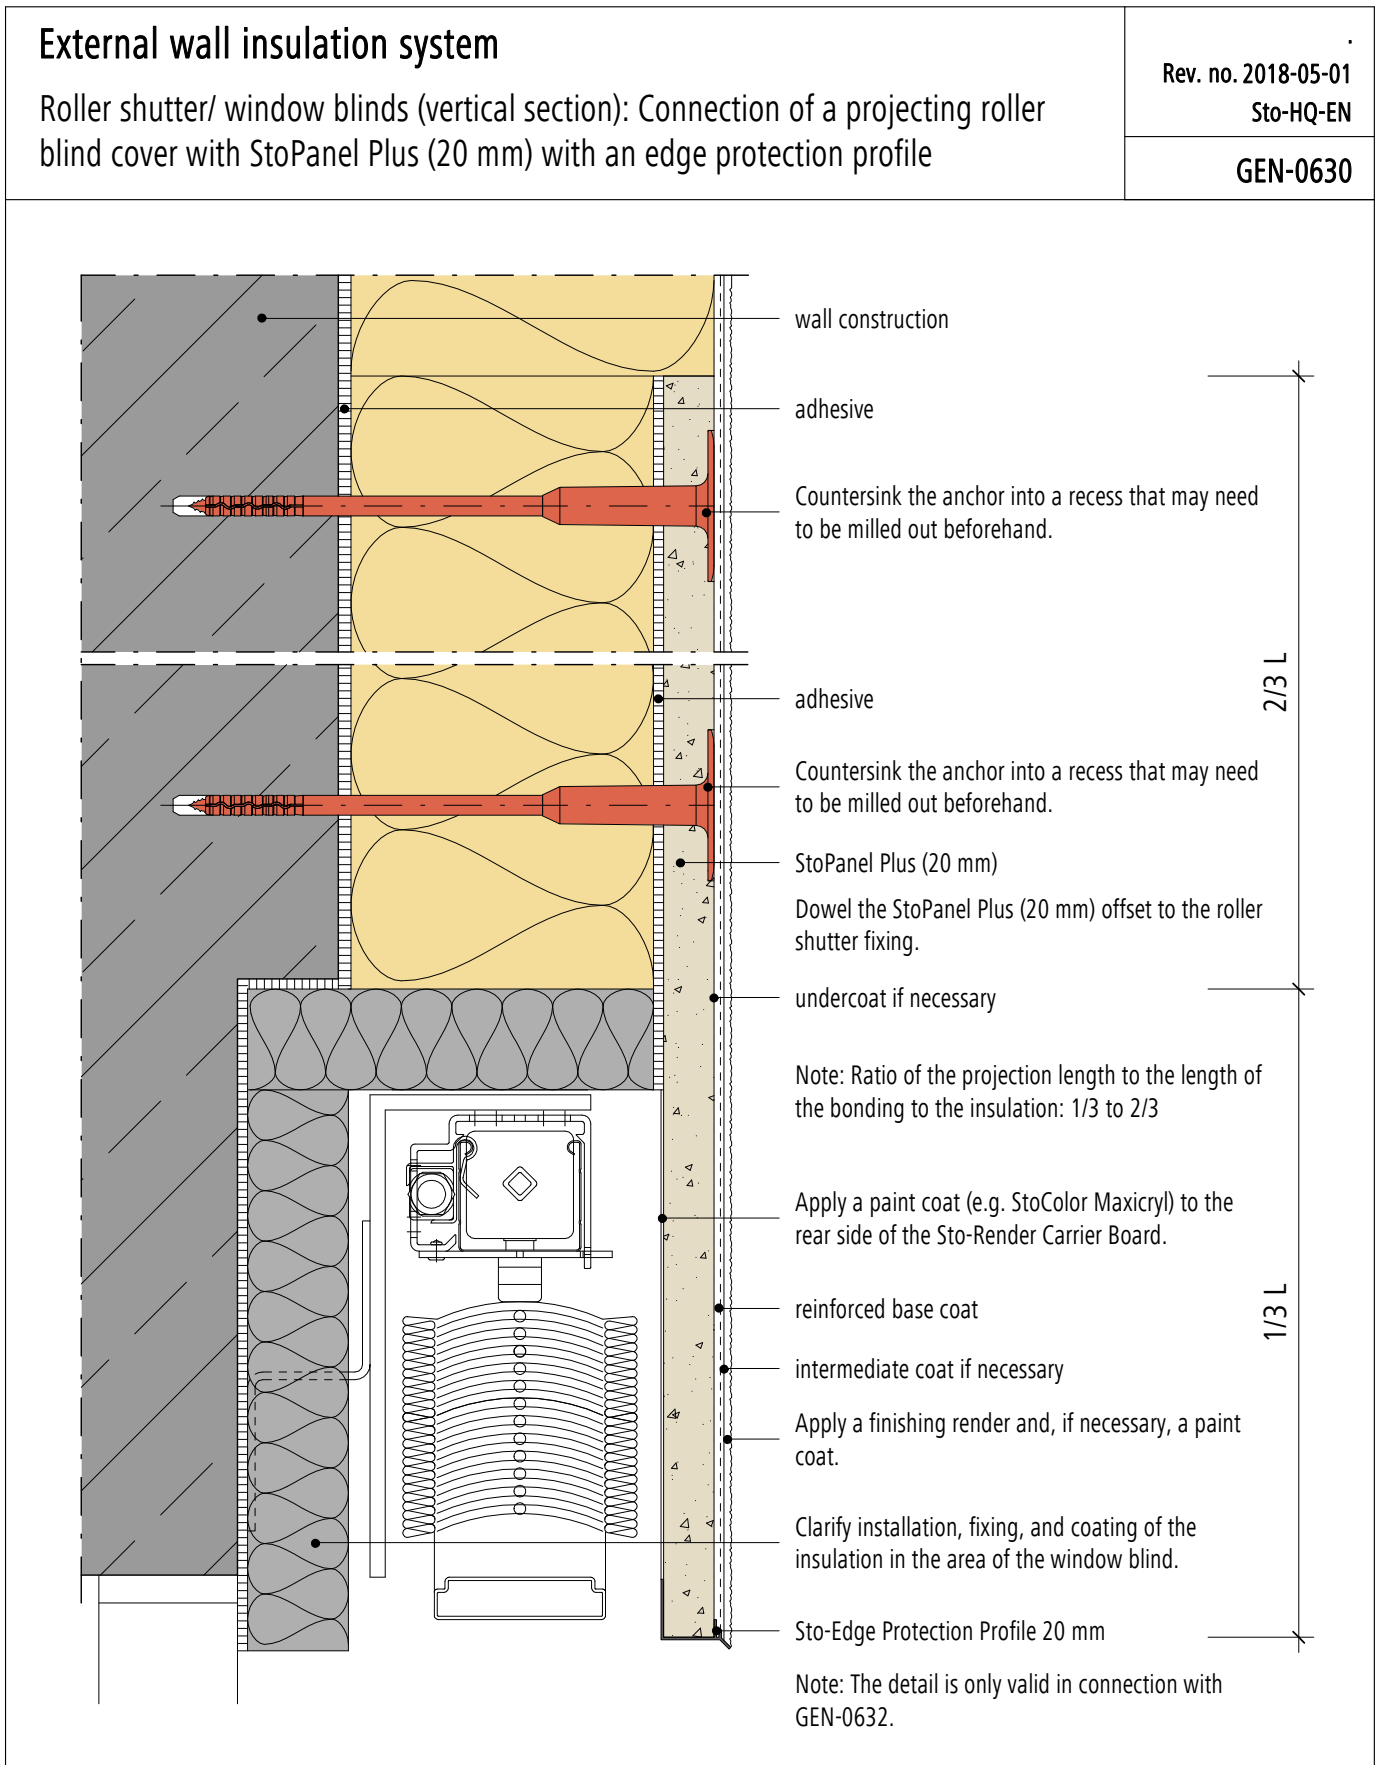 External wall insulation system
Roller shutter/ window blinds (vertical section): Connection of a projecting roller
blind cover with StoPanel Plus (20 mm) with an edge protection profile
.
Rev. no. 2018-05-01
Sto-HQ-EN
GEN-0630
wall construction
adhesive
Countersink the anchor into a recess that may need
to be milled out beforehand.
2/3 L
adhesive
Countersink the anchor into a recess that may need
to be milled out beforehand.
StoPanel Plus (20 mm)
Dowel the StoPanel Plus (20 mm) offset to the roller
shutter fixing.
undercoat if necessary
Note: Ratio of the projection length to the length of
the bonding to the insulation: 1/3 to 2/3
Apply a paint coat (e.g. StoColor Maxicryl) to the
rear side of the Sto-Render Carrier Board.
reinforced base coat
1/3 L
intermediate coat if necessary
Apply a finishing render and, if necessary, a paint
coat.
Clarify installation, fixing, and coating of the
insulation in the area of the window blind.
Sto-Edge Protection Profile 20 mm
Note: The detail is only valid in connection with
GEN-0632.